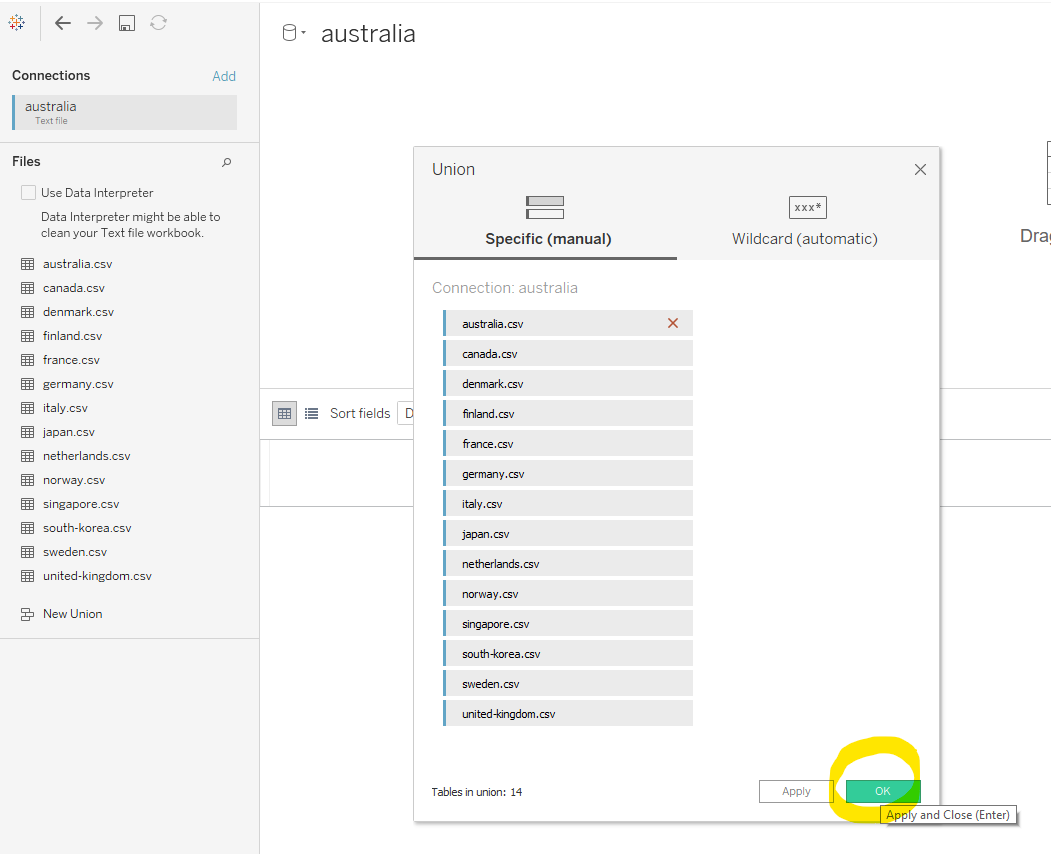 australia
Connections
Add
australia
Text file
Files
Use Data Interpreter
Data Interpreter might be able to
clean your Text file workbook.
australia.csv
canada.csv
denmark.csv
finland.csv
france.csv
germany.csv
italy.csv
japan.csv
netherlands.csv
norway.csv
singapore.csv
south-korea.csv
sweden.csv
united-kingdom.csv
New Union
Union
Specific (manual)
xxx*
Wildcard (automatic)
Connection: australia
australia.csv
canada.csv
denmark.csv
finland.csv
france.csv
germany.csv
italy.csv
japan.csv
netherlands.csv
norway.csv
singapore.csv
south-korea.csv
sweden.csv
united-kingdom.csv
Tables in union: 14
Apply
OK
Apply and Close (Enter)
Sort fields